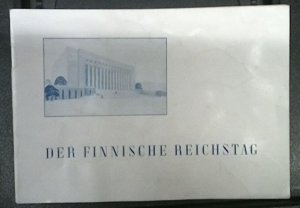 DER FINNISCHE REICHSTAG